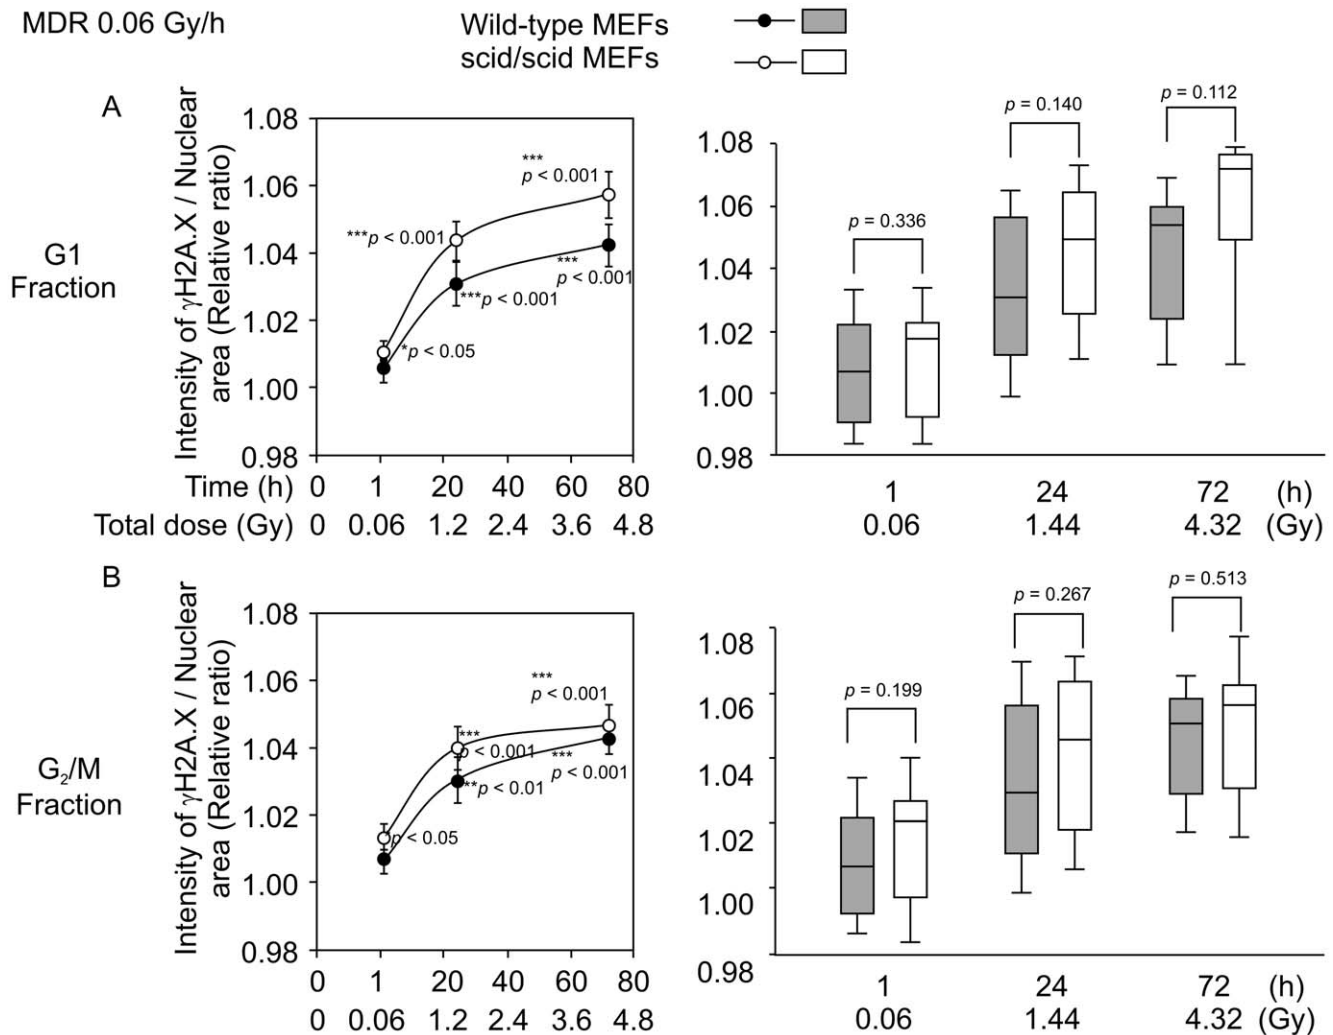 MDR 0.06 Gy/h
Wild-type MEFs
scid/scid MEFs
A
G1
Fraction
Intensity of γH2A.X / Nuclear
area (Relative ratio)
1.08
1.06
1.04
1.02
1.00
0.98
***
p < 0.001
***p < 0.001
***
p < 0.001
***p < 0.001
*p < 0.05
Time (h) 0 1 20 40 60 80
Total dose (Gy) 0 0.06 1.2 2.4 3.6 4.8
1.08
1.06
1.04
1.02
1.00
0.98
p = 0.336
p = 0.140
p = 0.112
1 24 72 (h)
0.06 1.44 4.32 (Gy)
B
G2/M
Fraction
Intensity of γH2A.X / Nuclear
area (Relative ratio)
1.08
1.06
1.04
1.02
1.00
0.98
***
p < 0.001
***
p < 0.001
***
p < 0.001
**p < 0.01
p < 0.05
0 1 20 40 60 80
0 0.06 1.2 2.4 3.6 4.8
1.08
1.06
1.04
1.02
1.00
0.98
p = 0.199
p = 0.267
p = 0.513
1 24 72 (h)
0.06 1.44 4.32 (Gy)